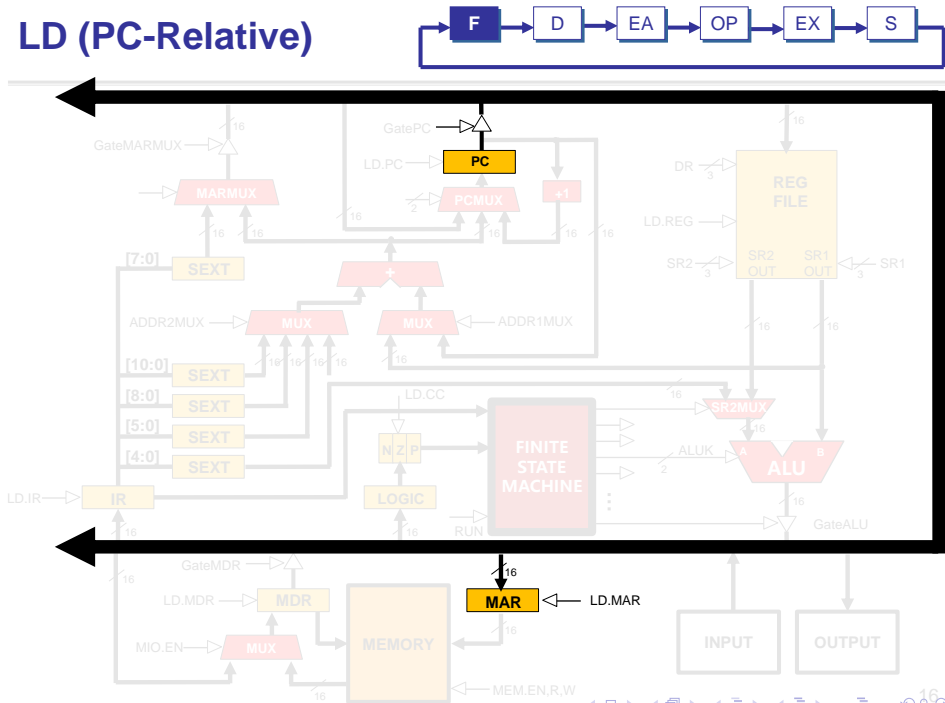 LD (PC-Relative)
F D EA OP EX S
16
16
GatePC
GateMARMUX
LD.PC
PC
DR
3
REG
FILE
MARMUX
2
PCMUX
+1
16
LD.REG
16
16
16
16
16
[7:0]
SEXT
SR2
3
SR2
OUT
SR1
OUT
3
SR1
+
ADDR2MUX
MUX
MUX
ADDR1MUX
16
16
16
16
16
16
16
[10:0]
SEXT
[8:0]
SEXT
[5:0]
SEXT
[4:0]
SEXT
LD.CC
16
SR2MUX
16
N Z P
FINITE
STATE
MACHINE
ALUK
2
A
B
ALU
LD.IR
IR
LOGIC
16
16
16
RUN
GateALU
GateMDR
16
16
16
LD.MDR
MDR
MAR
LD.MAR
16
MIO.EN
MUX
MEMORY
INPUT
OUTPUT
16
MEM.EN,R,W
16